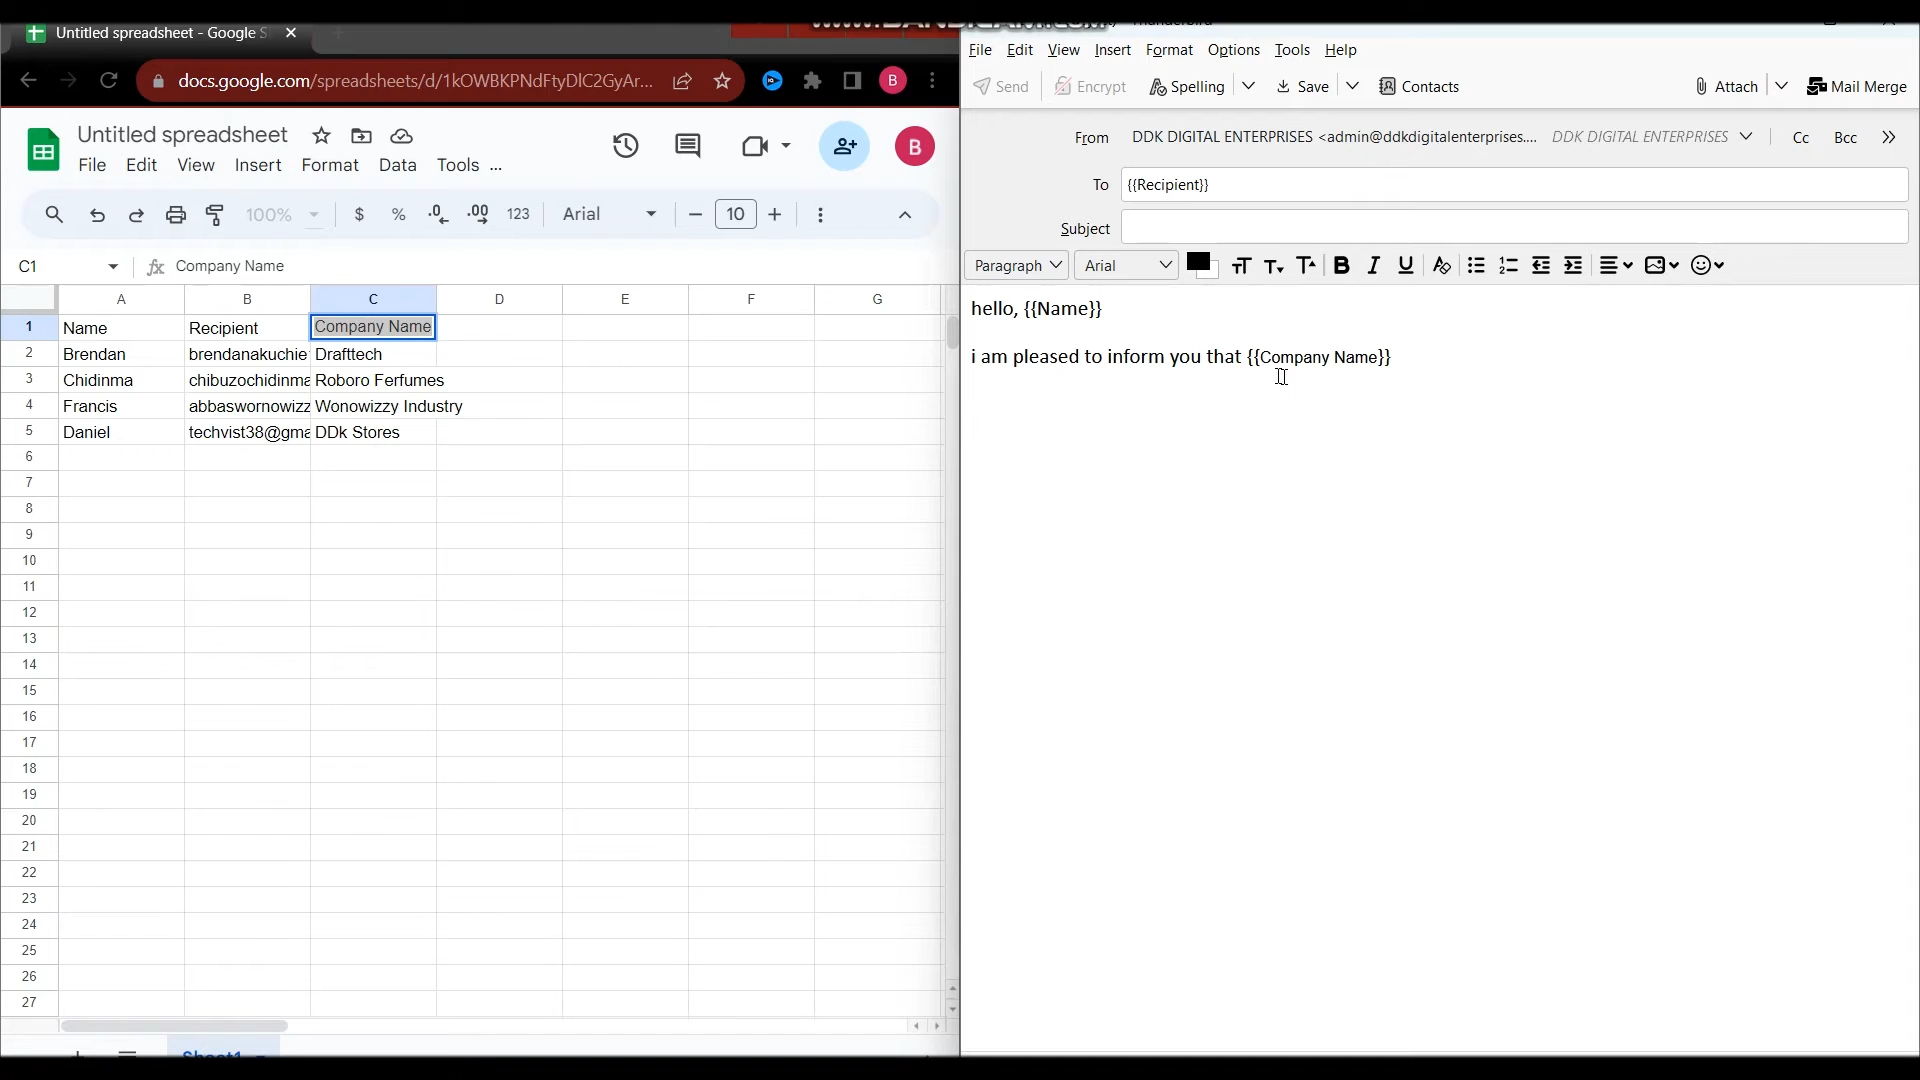 Untitled spreadsheet - Google S
docs.google.com/spreadsheets/d/1kOWBKPNdFtyDlC2GyAr...
B
Untitled spreadsheet
File Edit View Insert Format Data Tools ...
B
100% $ % .0 .00 123 Arial 10
C1 Company Name
A B C D E F G
1 Name Recipient Company Name
2 Brendan brendanakuchie Drafttech
3 Chidinma chibuzochidinma Roboro Ferfumes
4 Francis abbaswornowizz Wonowizzy Industry
5 Daniel techvist38@gma DDk Stores
6
7
8
9
10
11
12
13
14
15
16
17
18
19
20
21
22
23
24
25
26
27
Sheet1
File Edit View Insert Format Options Tools Help
Send Encrypt Spelling Save Contacts Attach Mail Merge
From DDK DIGITAL ENTERPRISES <admin@ddkdigitalenterprises.... DDK DIGITAL ENTERPRISES Cc Bcc
To {{Recipient}}
Subject
Paragraph Arial
hello, {{Name}}
i am pleased to inform you that {{Company Name}}